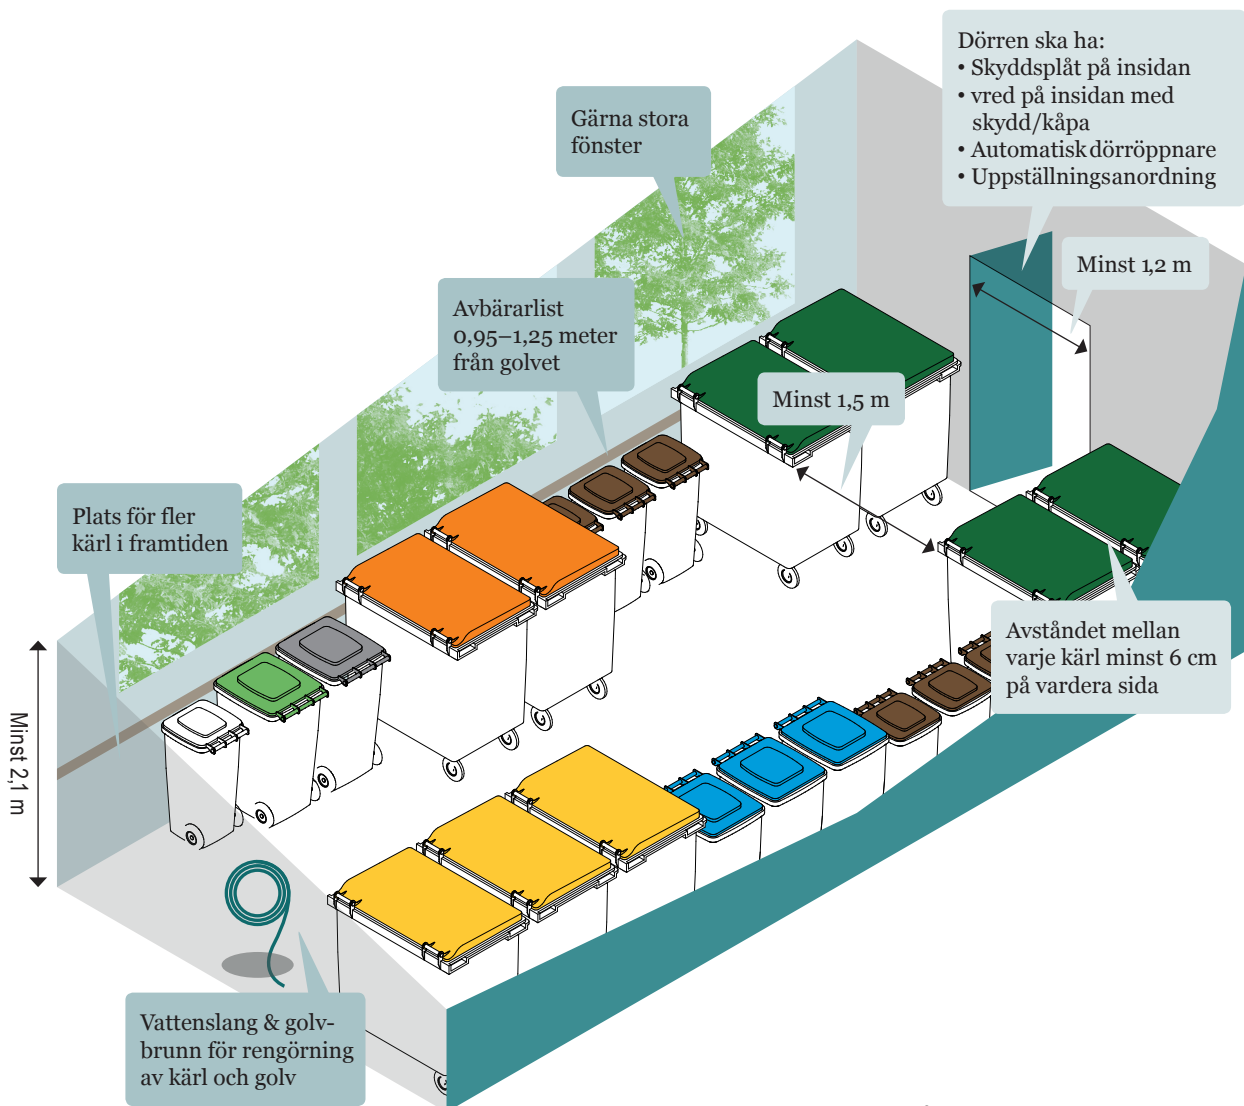 Dörren ska ha:
• Skyddsplåt på insidan
• vred på insidan med
skydd/kåpa
• Automatisk dörröppnare
• Uppställningsanordning
Gärna stora
fönster
Minst 1,2 m
Avbärarlist
0,95–1,25 meter
från golvet
Minst 1,5 m
Plats för fler
kärl i framtiden
Avståndet mellan
varje kärl minst 6 cm
på vardera sida
Minst 2,1 m
Vattenslang & golv-
brunn för rengörning
av kärl och golv